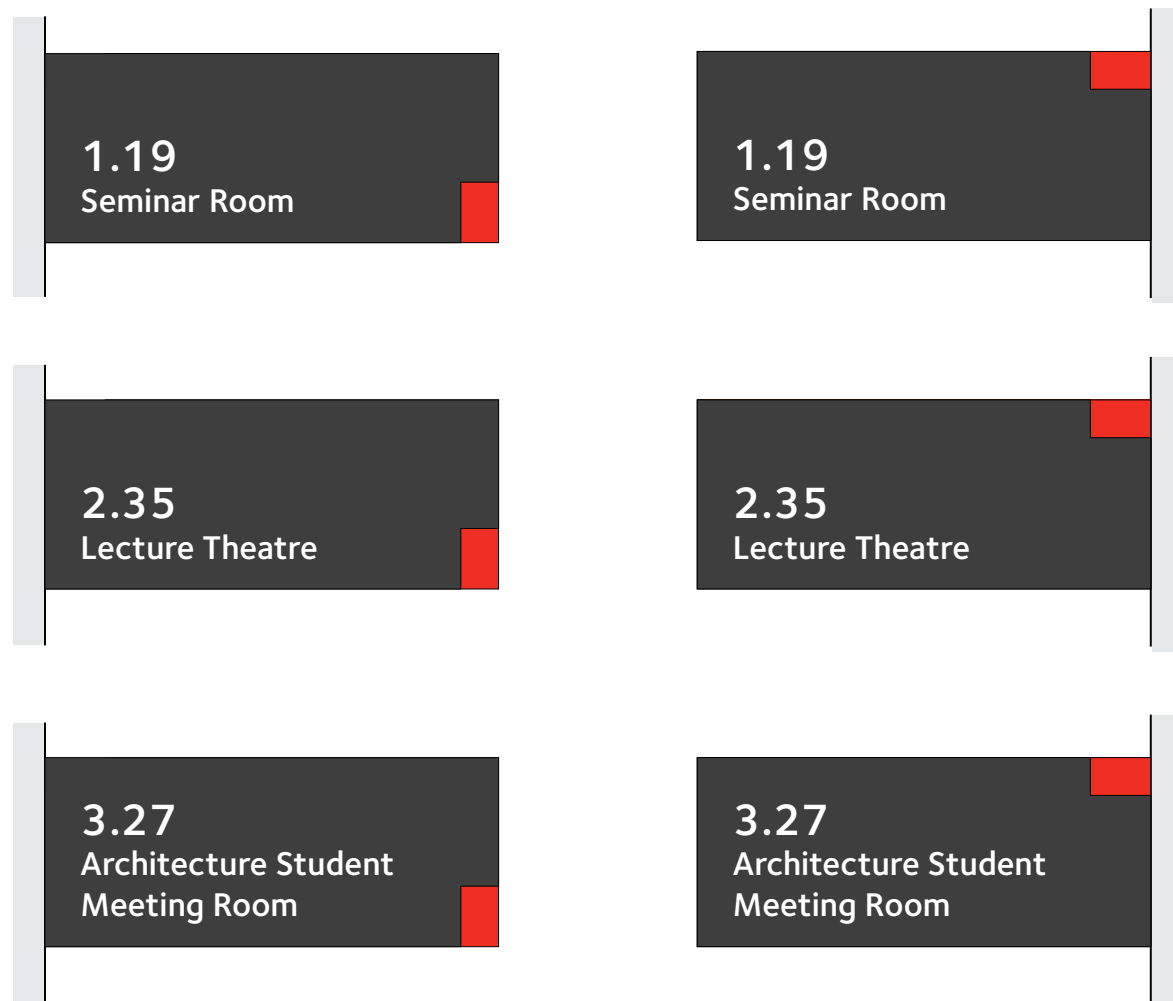 1.19
Seminar Room
1.19
Seminar Room
2.35
Lecture Theatre
2.35
Lecture Theatre
3.27
Architecture Student
Meeting Room
3.27
Architecture Student
Meeting Room